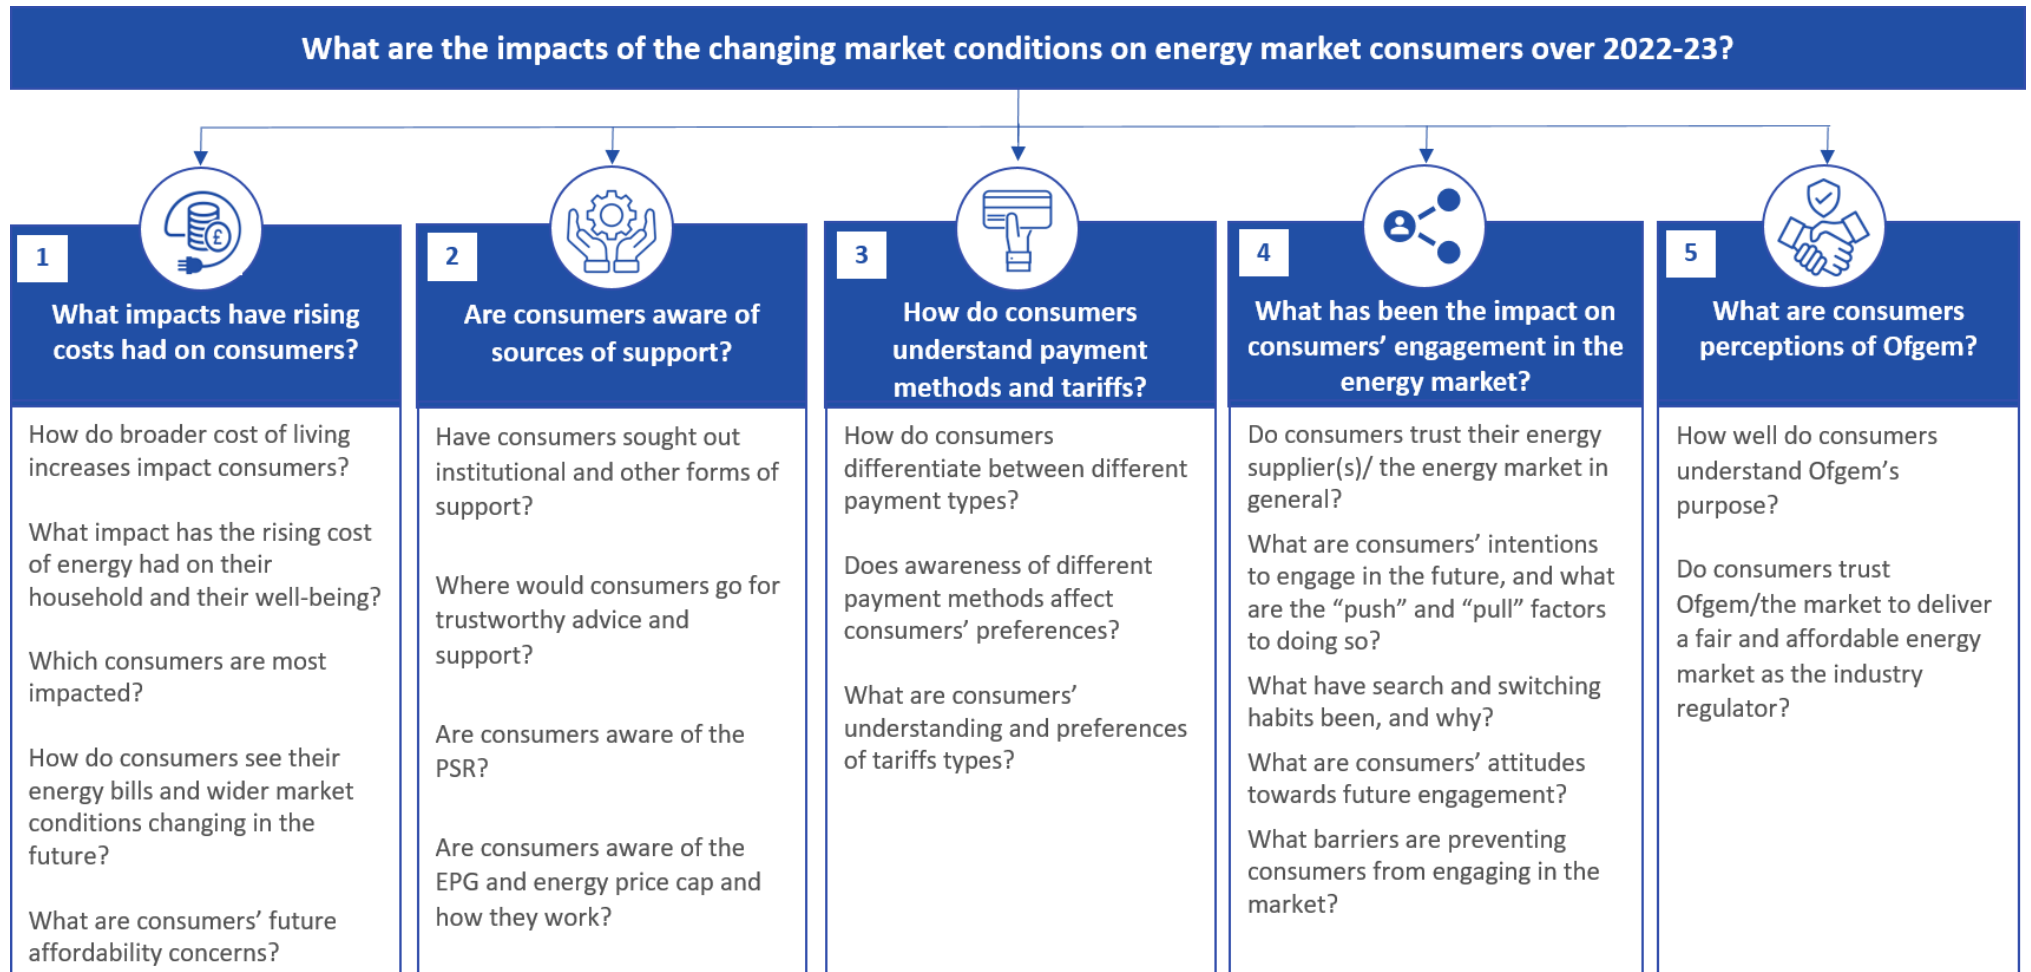 What are the impacts of the changing market conditions on energy market consumers over 2022-23?
1
What impacts have rising
costs had on consumers?
How do broader cost of living
increases impact consumers?
What impact has the rising cost
of energy had on their
household and their well-being?
Which consumers are most
impacted?
How do consumers see their
energy bills and wider market
conditions changing in the
future?
What are consumers’ future
affordability concerns?
2
Are consumers aware of
sources of support?
Have consumers sought out
institutional and other forms of
support?
Where would consumers go for
trustworthy advice and
support?
Are consumers aware of the
PSR?
Are consumers aware of the
EPG and energy price cap and
how they work?
3
How do consumers
understand payment
methods and tariffs?
How do consumers
differentiate between different
payment types?
Does awareness of different
payment methods affect
consumers’ preferences?
What are consumers’
understanding and preferences
of tariffs types?
4
What has been the impact on
consumers’ engagement in the
energy market?
Do consumers trust their energy
supplier(s)/ the energy market in
general?
What are consumers’ intentions
to engage in the future, and what
are the “push” and “pull” factors
to doing so?
What have search and switching
habits been, and why?
What are consumers’ attitudes
towards future engagement?
What barriers are preventing
consumers from engaging in the
market?
5
What are consumers
perceptions of Ofgem?
How well do consumers
understand Ofgem’s
purpose?
Do consumers trust
Ofgem/the market to deliver
a fair and affordable energy
market as the industry
regulator?
£